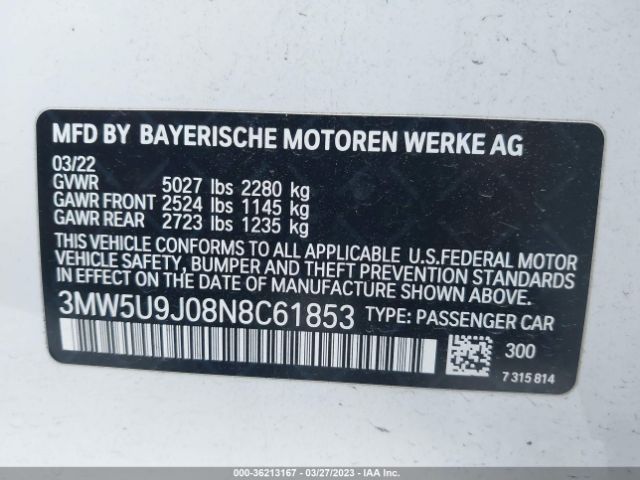 MFD BY BAYERISCHE MOTOREN WERKE AG
03/22
GVWR 5027 lbs 2280 kg
GAWR FRONT 2524 lbs 1145 kg
GAWR REAR 2723 lbs 1235 kg
THIS VEHICLE CONFORMS TO ALL APPLICABLE U.S.FEDERAL MOTOR
VEHICLE SAFETY, BUMPER AND THEFT PREVENTION STANDARDS
IN EFFECT ON THE DATE OF MANUFACTURE SHOWN ABOVE.
3MW5U9J08N8C61853 TYPE: PASSENGER CAR
300
7 315 814
000-36213167 - 03/27/2023 - IAA Inc.